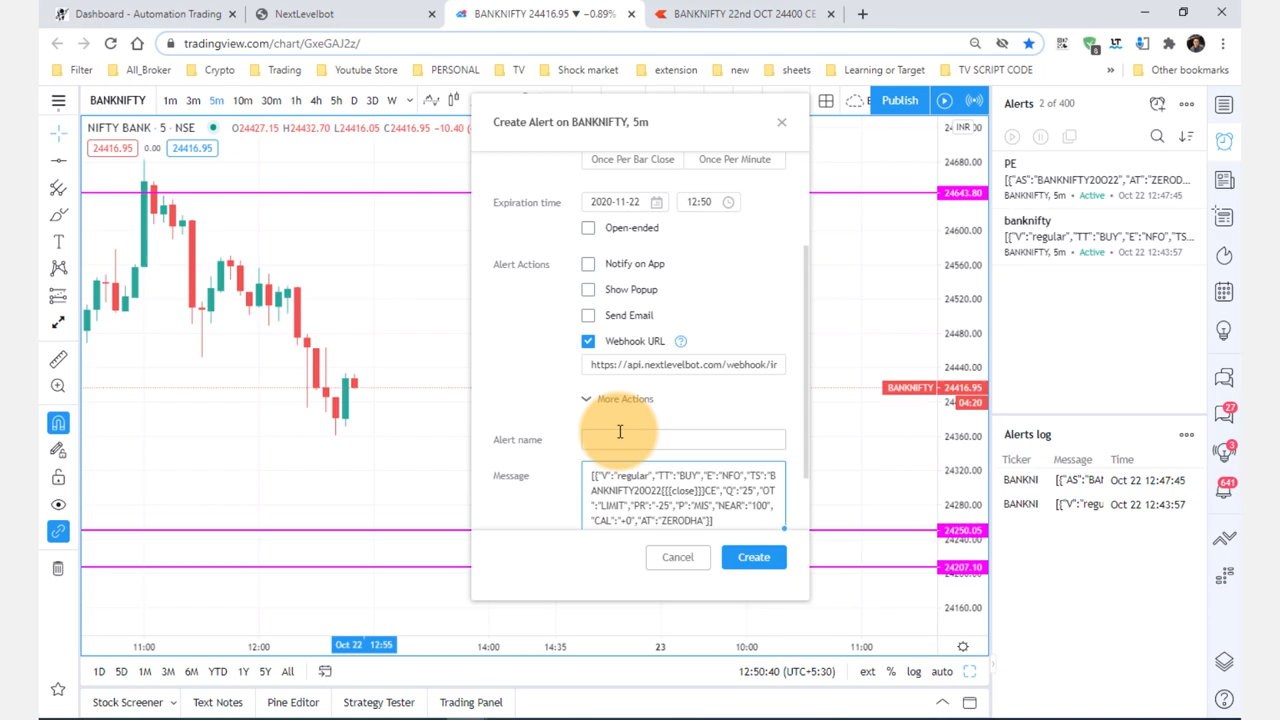 Dashboard - Automation Trading
NextLevelbot
BANKNIFTY 24416.95 ▼ −0.89%
BANKNIFTY 22nd OCT 24400 CE
tradingview.com/chart/GxeGAJ2z/
Filter
All_Broker
Crypto
Trading
Youtube Store
PERSONAL
TV
Shock market
extension
new
sheets
Learning or Target
TV SCRIPT CODE
»
Other bookmarks
BANKNIFTY
1m 3m 5m 10m 30m 1h 4h 5h D 3D W
Publish
NIFTY BANK • 5 • NSE
O24427.15 H24432.70 L24416.05 C24416.95 −10.40
24416.95 0.00 24416.95
INR
24680.00
24643.80
24600.00
24560.00
24520.00
24480.00
24440.00
BANKNIFTY 24416.95
04:20
24360.00
24320.00
24280.00
24250.05
24240.00
24207.10
24160.00
11:00
12:00
Oct 22 12:55
14:00
14:35
23
10:00
11:00
1D 5D 1M 3M 6M YTD 1Y 5Y All
12:50:40 (UTC+5:30)
ext % log auto
Stock Screener
Text Notes
Pine Editor
Strategy Tester
Trading Panel
Create Alert on BANKNIFTY, 5m
Once Per Bar Close
Once Per Minute
Expiration time
2020-11-22
12:50
Open-ended
Alert Actions
Notify on App
Show Popup
Send Email
Webhook URL
https://api.nextlevelbot.com/webhook/ir
More Actions
Alert name
Message
[{"V":"regular","TT":"BUY","E":"NFO","TS":"B
ANKNIFTY20O22{{{close}}}CE","Q":"25","OT
":"LIMIT","PR":"-25","P":"MIS","NEAR":"100",
"CAL":"+0","AT":"ZERODHA"}]
Cancel
Create
Alerts 2 of 400
PE
[{"AS":"BANKNIFTY20O22","AT":"ZEROD...
BANKNIFTY, 5m • Active • Oct 22 12:47:45
banknifty
[{"V":"regular","TT":"BUY","E":"NFO","TS...
BANKNIFTY, 5m • Active • Oct 22 12:43:57
Alerts log
Ticker Message Time
BANKNI [{"AS":"BAN Oct 22 12:47:45
BANKNI [{"V":"regu Oct 22 12:43:57
27
3
641
8